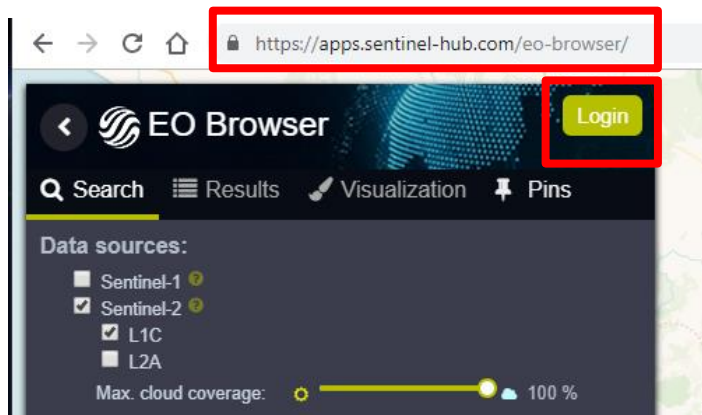 https://apps.sentinel-hub.com/eo-browser/
EO Browser Login
Search Results Visualization Pins
Data sources:
Sentinel-1 ?
Sentinel-2 ?
L1C
L2A
Max. cloud coverage: 100 %